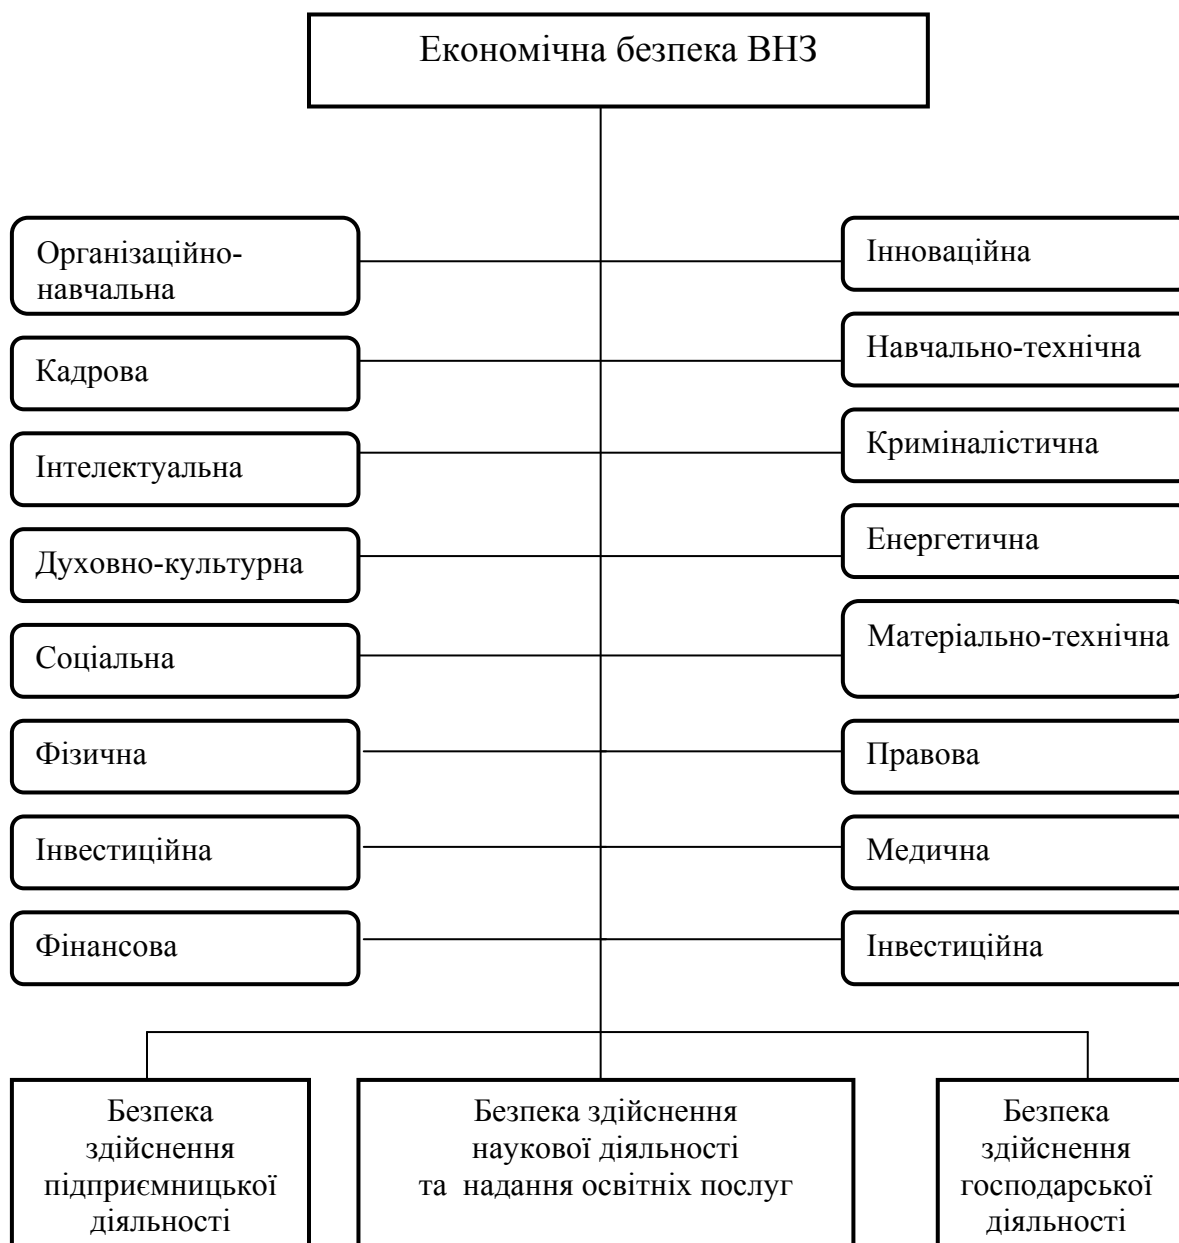 Економічна безпека ВНЗ
Організаційно-
навчальна
Кадрова
Інтелектуальна
Духовно-культурна
Соціальна
Фізична
Інвестиційна
Фінансова
Інноваційна
Навчально-технічна
Криміналістична
Енергетична
Матеріально-технічна
Правова
Медична
Інвестиційна
Безпека
здійснення
підприємницької
діяльності
Безпека здійснення
наукової діяльності
та надання освітніх послуг
Безпека
здійснення
господарської
діяльності